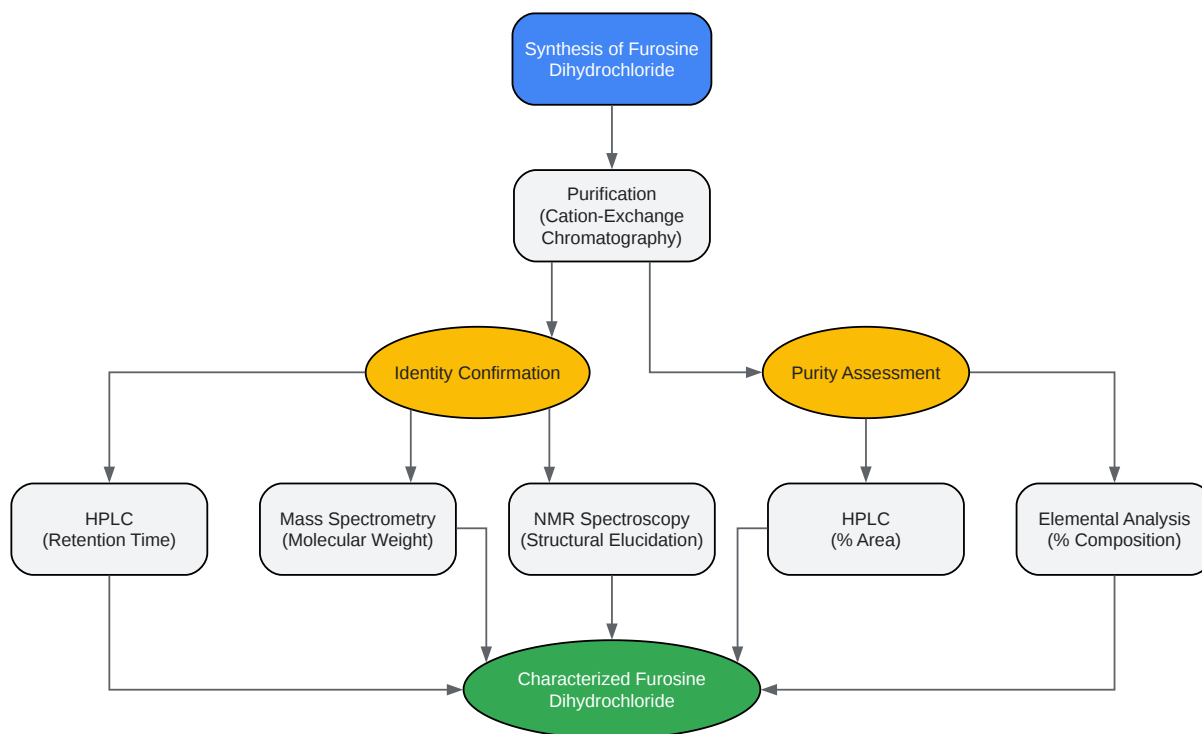 Synthesis of Furosine
Dihydrochloride
Purification
(Cation-Exchange
Chromatography)
Identity Confirmation
Purity Assessment
HPLC
(Retention Time)
Mass Spectrometry
(Molecular Weight)
NMR Spectroscopy
(Structural Elucidation)
HPLC
(% Area)
Elemental Analysis
(% Composition)
Characterized Furosine
Dihydrochloride